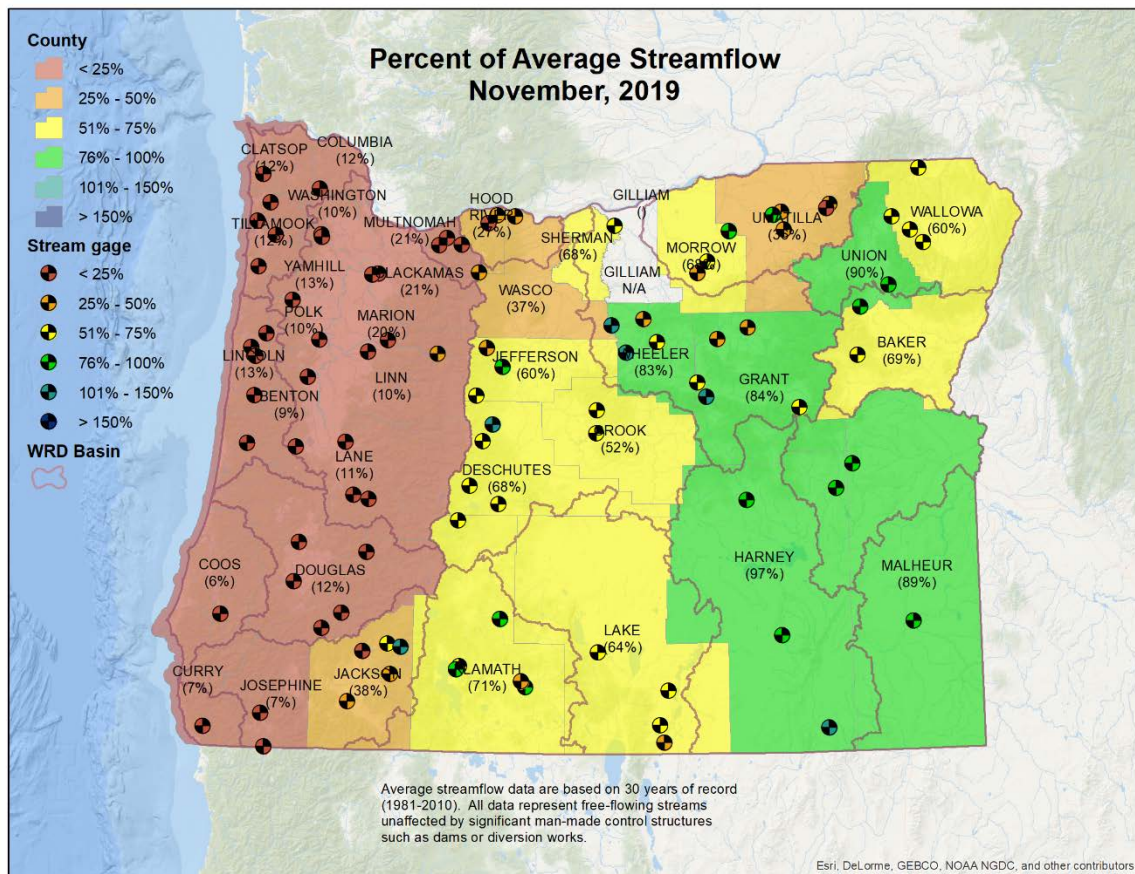 Percent of Average Streamflow
November, 2019
County
< 25%
25% - 50%
51% - 75%
76% - 100%
101% - 150%
> 150%
Stream gage
< 25%
25% - 50%
51% - 75%
76% - 100%
101% - 150%
> 150%
WRD Basin
CLATSOP
(12%)
COLUMBIA
(12%)
WASHINGTON
(10%)
TILLAMOOK
(12%)
MULTNOMAH
(21%)
HOOD
RIVER
(27%)
SHERMAN
(68%)
GILLIAM
()
GILLIAM
N/A
MORROW
(68%)
UMATILLA
WALLOWA
(60%)
UNION
(90%)
YAMHILL
(13%)
CLACKAMAS
(21%)
WASCO
(37%)
POLK
(10%)
MARION
(20%)
LINCOLN
(13%)
BENTON
(9%)
LINN
(10%)
JEFFERSON
(60%)
WHEELER
(83%)
GRANT
(84%)
BAKER
(69%)
CROOK
(52%)
LANE
(11%)
DESCHUTES
(68%)
COOS
(6%)
DOUGLAS
(12%)
HARNEY
(97%)
MALHEUR
(89%)
LAKE
(64%)
CURRY
(7%)
JOSEPHINE
(7%)
JACKSON
(38%)
KLAMATH
(71%)
Average streamflow data are based on 30 years of record
(1981-2010). All data represent free-flowing streams
unaffected by significant man-made control structures
such as dams or diversion works.
Esri, DeLorme, GEBCO, NOAA NGDC, and other contributors